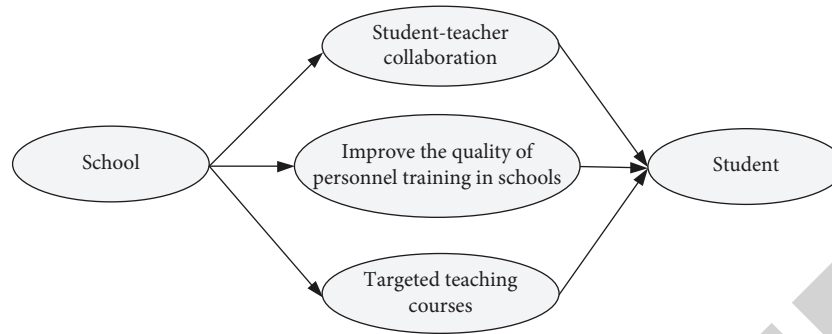 Student-teacher
collaboration
School
Improve the quality of
personnel training in schools
Student
Targeted teaching
courses